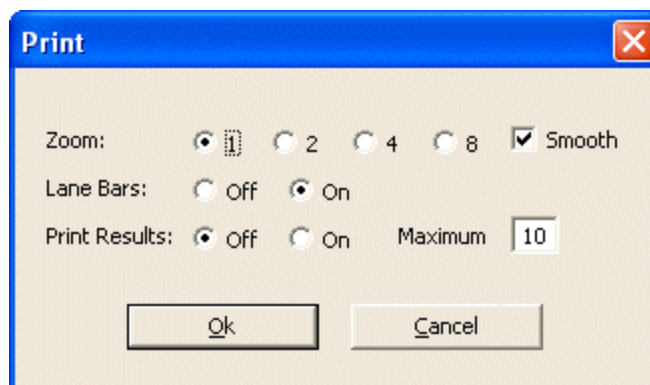 Print
Zoom: 1 2 4 8 Smooth
Lane Bars: Off On
Print Results: Off On Maximum 10
Ok Cancel